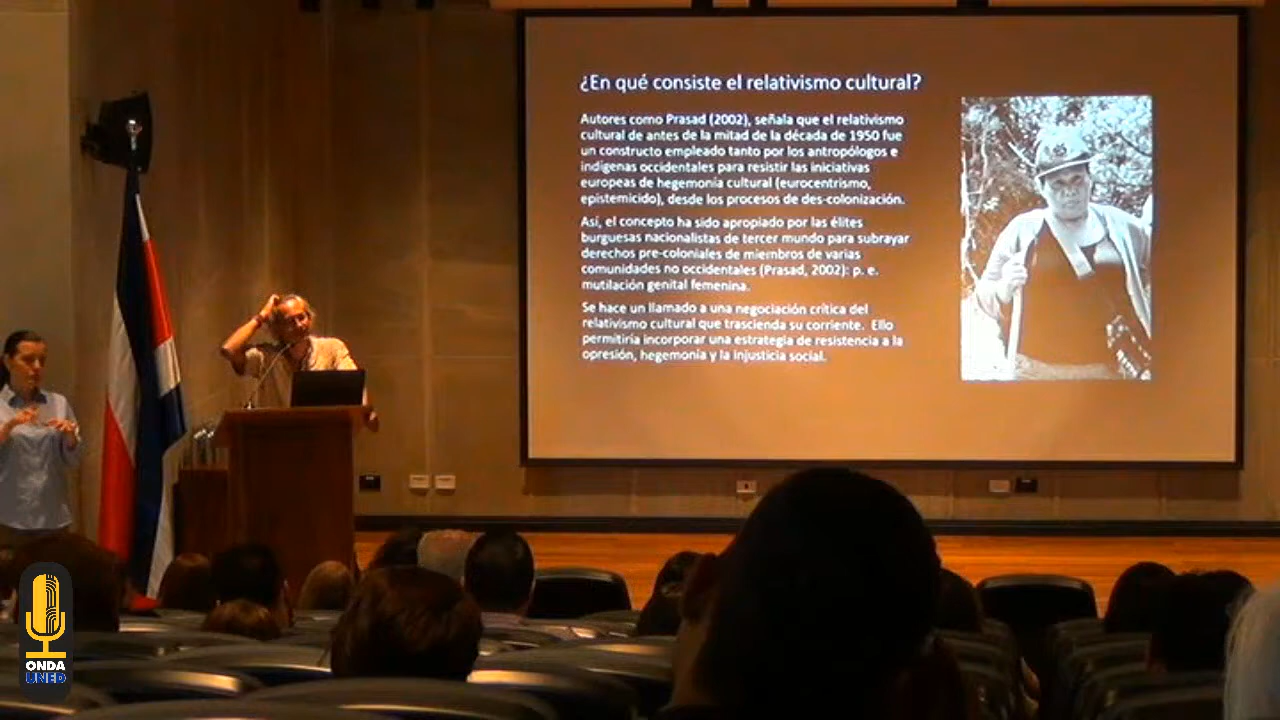 ¿En qué consiste el relativismo cultural?
Autores como Prasad (2002), señala que el relativismo
cultural de antes de la mitad de la década de 1950 fue
un constructo empleado tanto por los antropólogos e
indígenas occidentales para resistir las iniciativas
europeas de hegemonía cultural (eurocentrismo,
epistemicido), desde los procesos de des-colonización.
Así, el concepto ha sido apropiado por las élites
burguesas nacionalistas de tercer mundo para subrayar
derechos pre-coloniales de miembros de varias
comunidades no occidentales (Prasad, 2002): p. e.
mutilación genital femenina.
Se hace un llamado a una negociación crítica del
relativismo cultural que trascienda su corriente. Ello
permitiría incorporar una estrategia de resistencia a la
opresión, hegemonía y la injusticia social.
ONDA
UNED